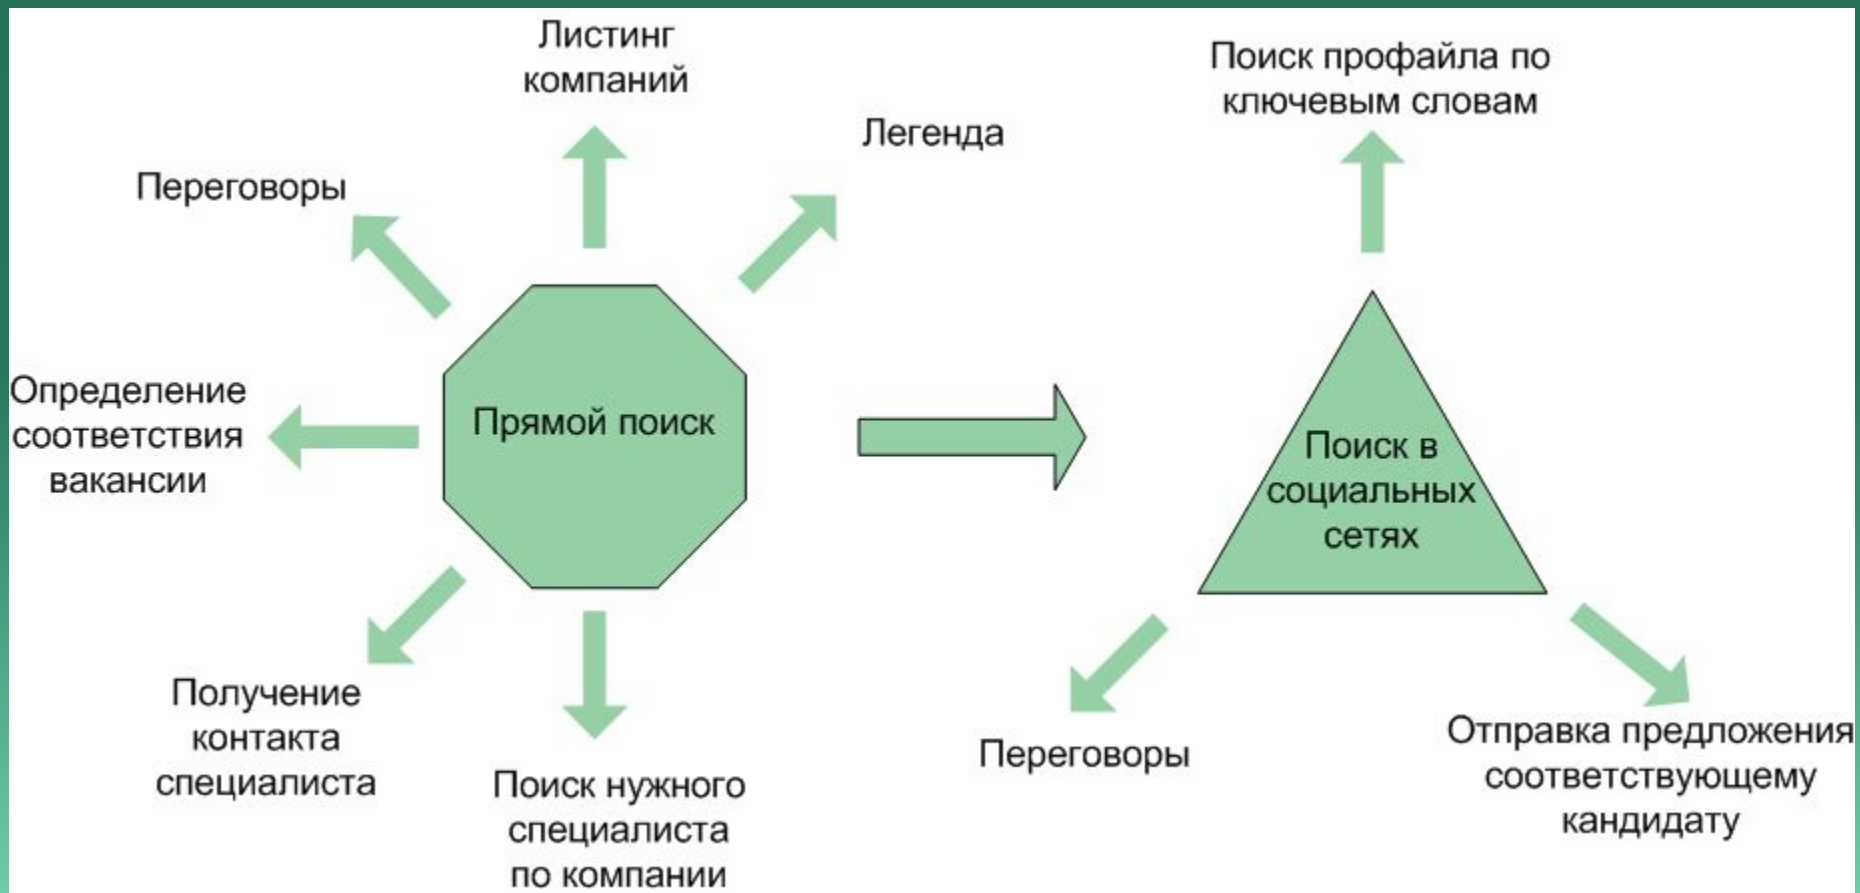 Листинг
компаний
Легенда
Переговоры
Прямой поиск
Определение
соответствия
вакансии
Получение
контакта
специалиста
Поиск нужного
специалиста
по компании
Поиск профайла по
ключевым словам
Поиск в
социальных
сетях
Переговоры
Отправка предложения
соответствующему
кандидату